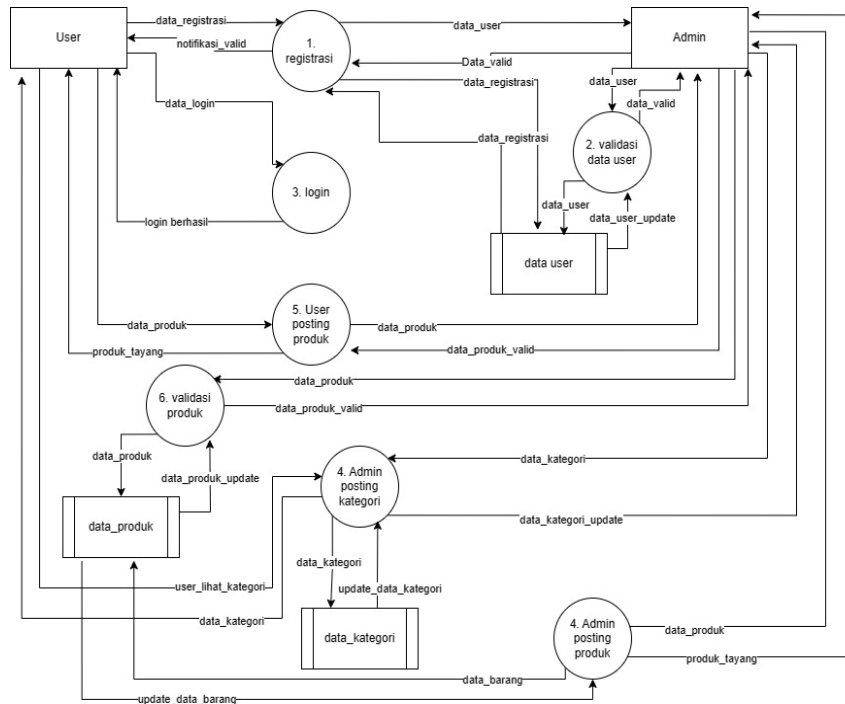 data_registrasi
data_user
User
notifikasi_valid
1.
registrasi
Admin
Data_valid
data_registrasi
data_user
data_valid
data_login
data_registrasi
2. validasi
data user
3. login
data_user
data_user_update
login berhasil
data user
5. User
posting
produk
data_produk
data_produk
produk_tayang
data_produk_valid
data_produk
6. validasi
produk
data_produk_valid
data_produk
data_kategori
4. Admin
posting
kategori
data_produk_update
data_produk
data_kategori_update
data_kategori
user_lihat_kategori
update_data_kategori
data_kategori
data_kategori
4. Admin
posting
produk
data_produk
produk_tayang
data_barang
update_data_barang